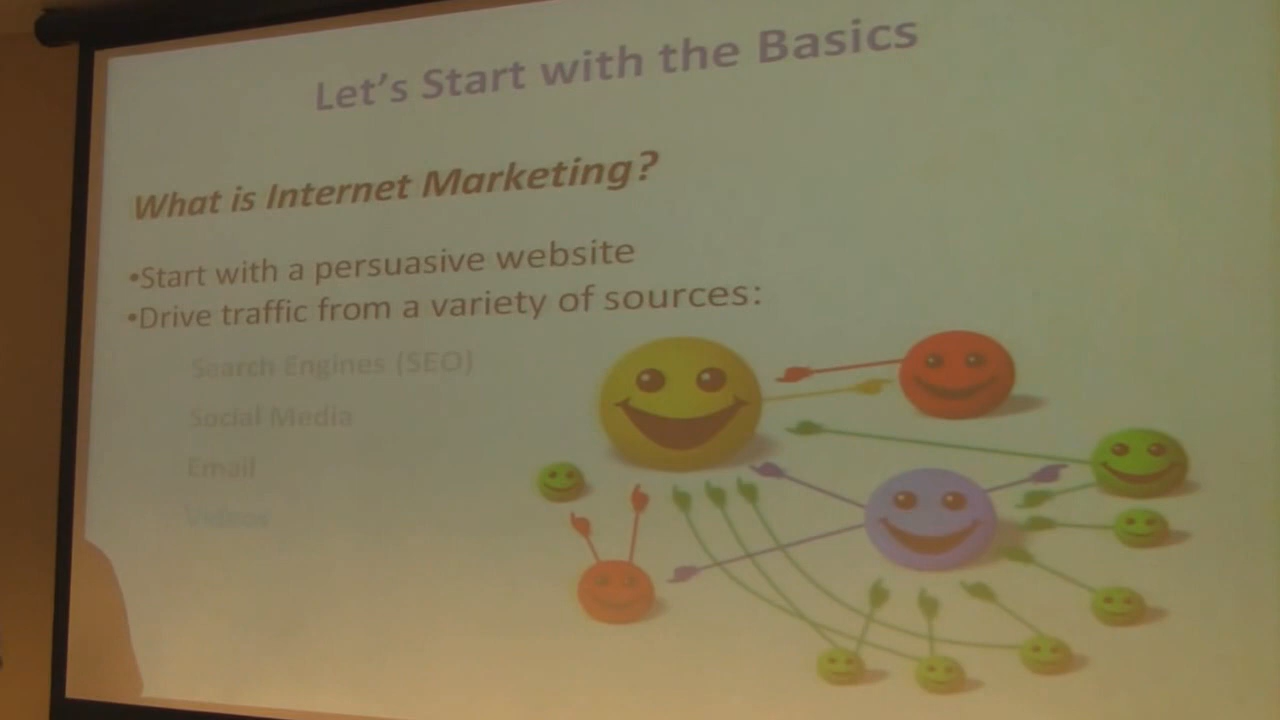 Let's Start with the Basics
What is Internet Marketing?
•Start with a persuasive website
•Drive traffic from a variety of sources:
Search Engines (SEO)
Social Media
Email
Videos